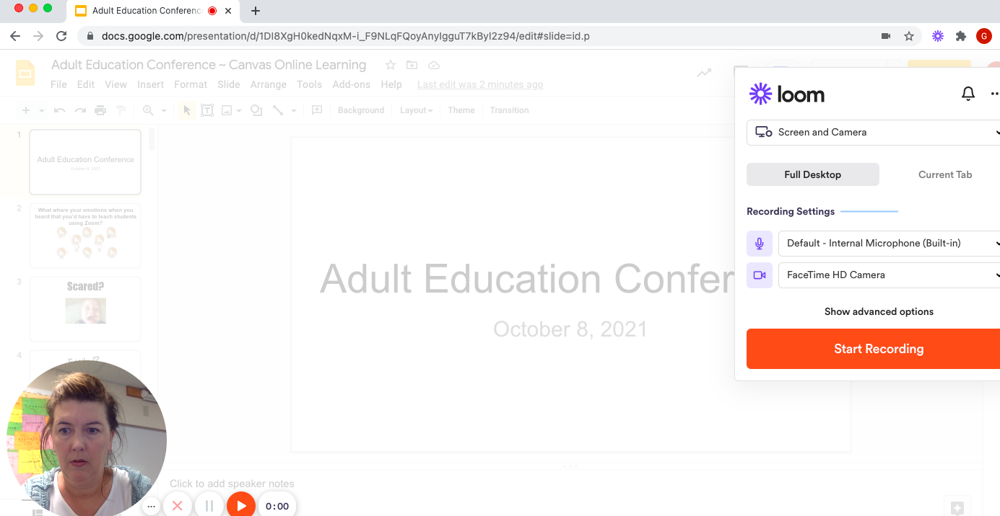 Adult Education Conferenc
docs.google.com/presentation/d/1DI8XgH0kedNqxM-i_F9NLqFQoyAnyIgguT7kByl2z94/edit#slide=id.p
G
Adult Education Conference ~ Canvas Online Learning
File Edit View Insert Format Slide Arrange Tools Add-ons Help Last edit was 2 minutes ago
Background Layout Theme Transition
1
Adult Education Conference
October 8, 2021
2
What where your emotions when you
heard that you'd have to teach students
using Zoom?
3
Scared?
4
Adult Education Confer
October 8, 2021
Click to add speaker notes
0:00
loom
Screen and Camera
Full Desktop Current Tab
Recording Settings
Default - Internal Microphone (Built-in)
FaceTime HD Camera
Show advanced options
Start Recording